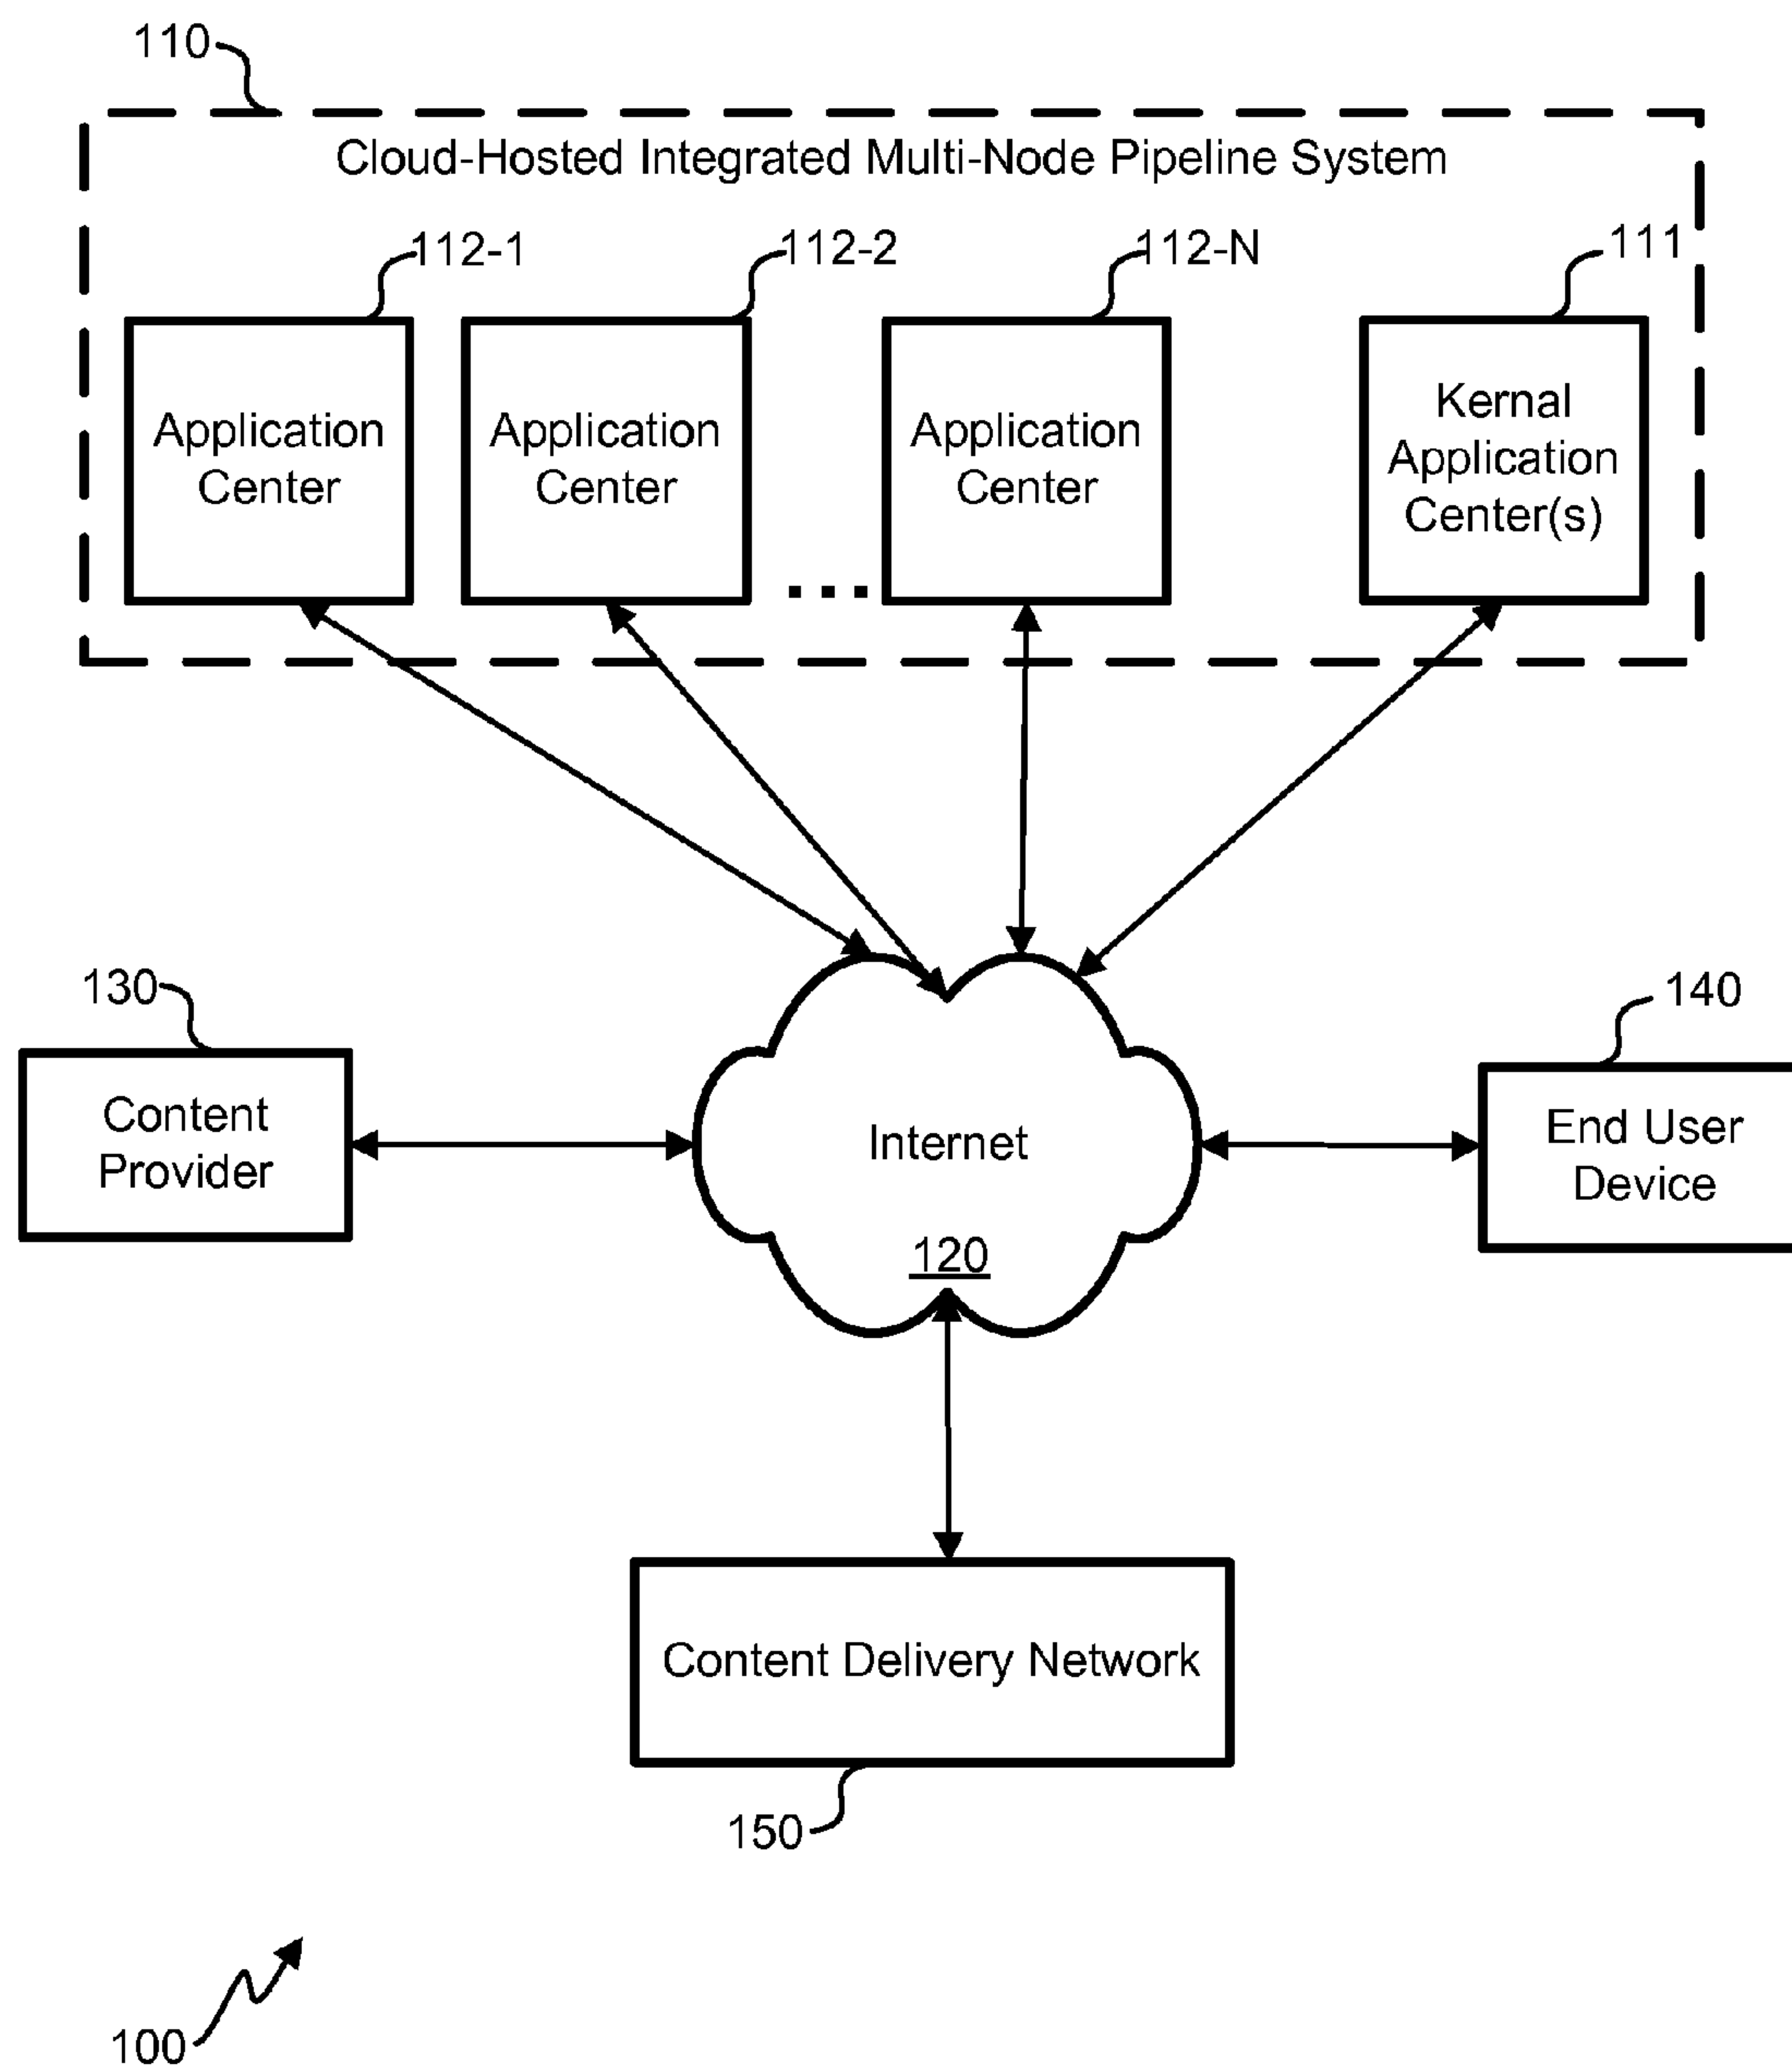 110
Cloud-Hosted Integrated Multi-Node Pipeline System
112-1
112-2
112-N
111
Application
Center
Application
Center
...
Application
Center
Kernal
Application
Center(s)
130
140
Content
Provider
Internet
120
End User
Device
Content Delivery Network
150
100